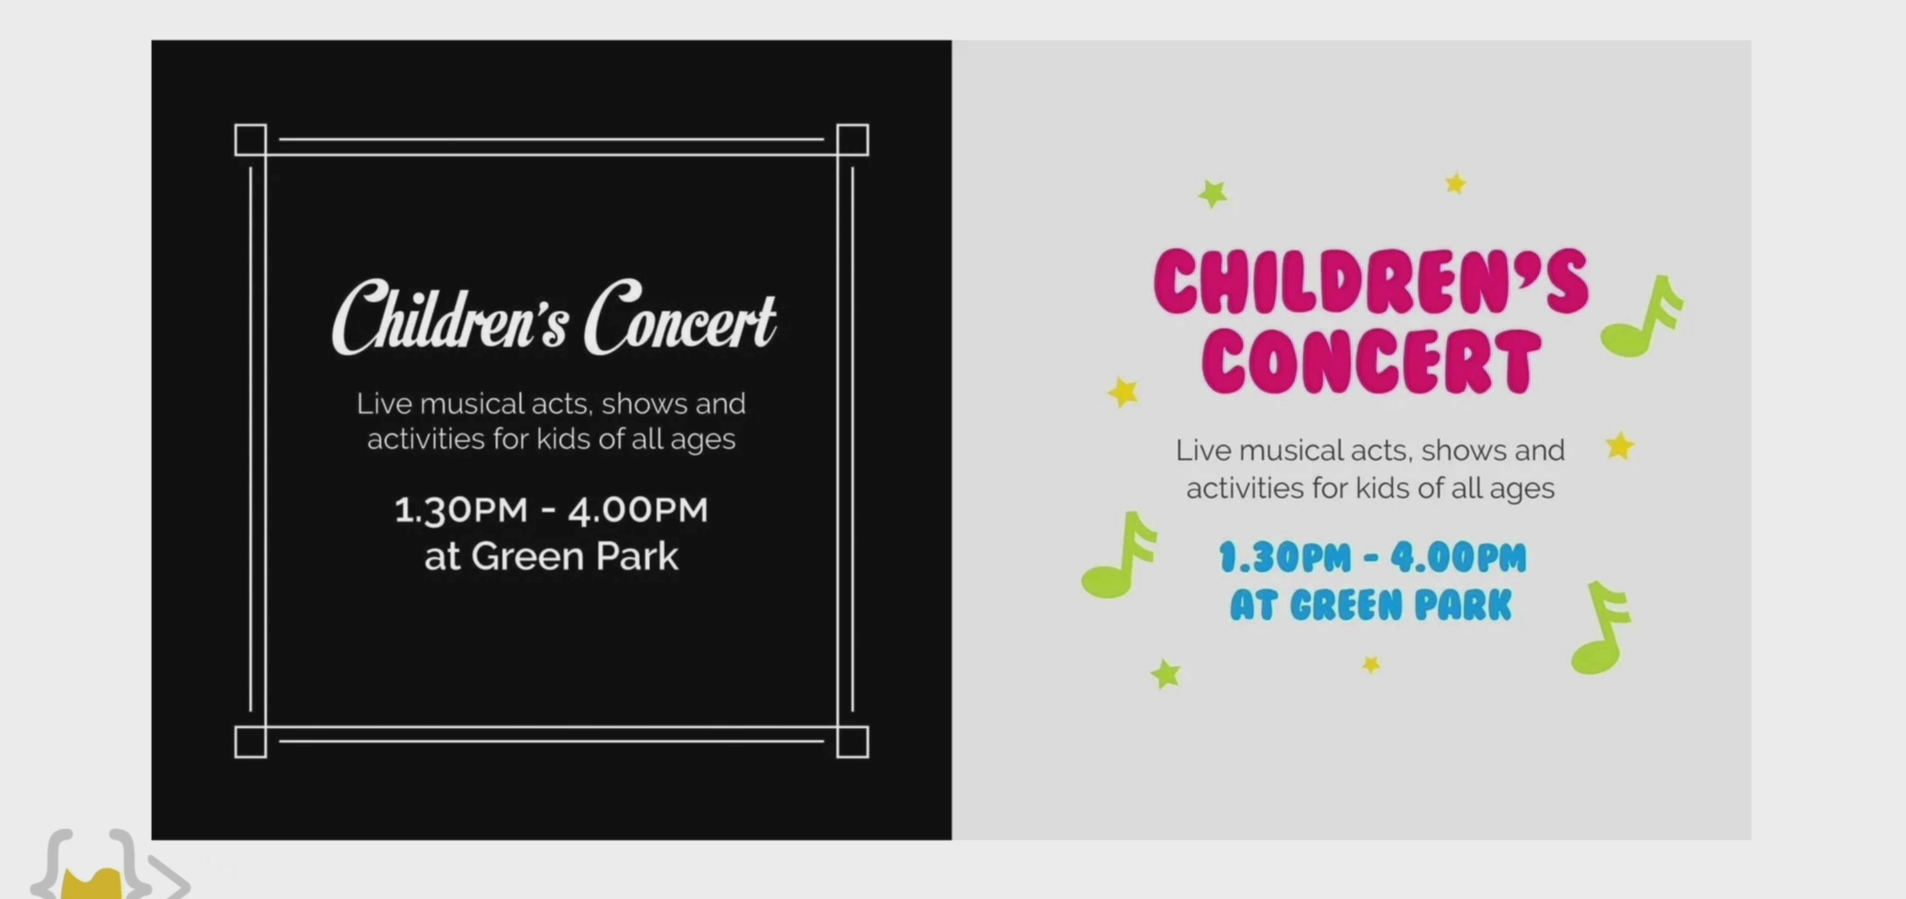 Children's Concert
Live musical acts, shows and
activities for kids of all ages
1.30PM - 4.00PM
at Green Park
CHILDREN'S
CONCERT
Live musical acts, shows and
activities for kids of all ages
1.30PM - 4.00PM
AT GREEN PARK